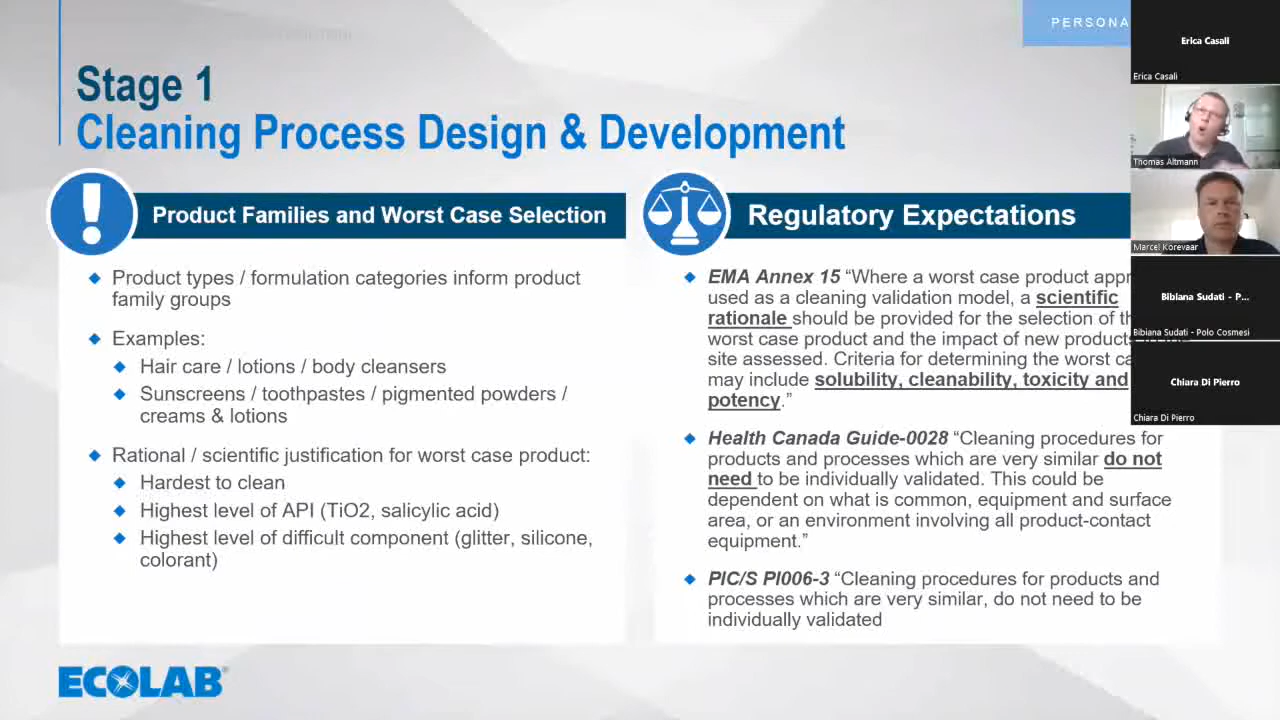 PERSONA
Stage 1
Cleaning Process Design & Development
Product Families and Worst Case Selection
Product types / formulation categories inform product
family groups
Examples:
Hair care / lotions / body cleansers
Sunscreens / toothpastes / pigmented powders /
creams & lotions
Rational / scientific justification for worst case product:
Hardest to clean
Highest level of API (TiO2, salicylic acid)
Highest level of difficult component (glitter, silicone,
colorant)
Regulatory Expectations
EMA Annex 15 “Where a worst case product appr
used as a cleaning validation model, a scientific
rationale should be provided for the selection of th
worst case product and the impact of new products
site assessed. Criteria for determining the worst ca
may include solubility, cleanability, toxicity and
potency.”
Health Canada Guide-0028 “Cleaning procedures for
products and processes which are very similar do not
need to be individually validated. This could be
dependent on what is common, equipment and surface
area, or an environment involving all product-contact
equipment.”
PIC/S PI006-3 “Cleaning procedures for products and
processes which are very similar, do not need to be
individually validated
ECOLAB®
Erica Casali
Erica Casali
Thomas Altmann
Marcel Korevaar
Bibiana Sudati - P...
Bibiana Sudati - Polo Cosmesi
Chiara Di Pierro
Chiara Di Pierro